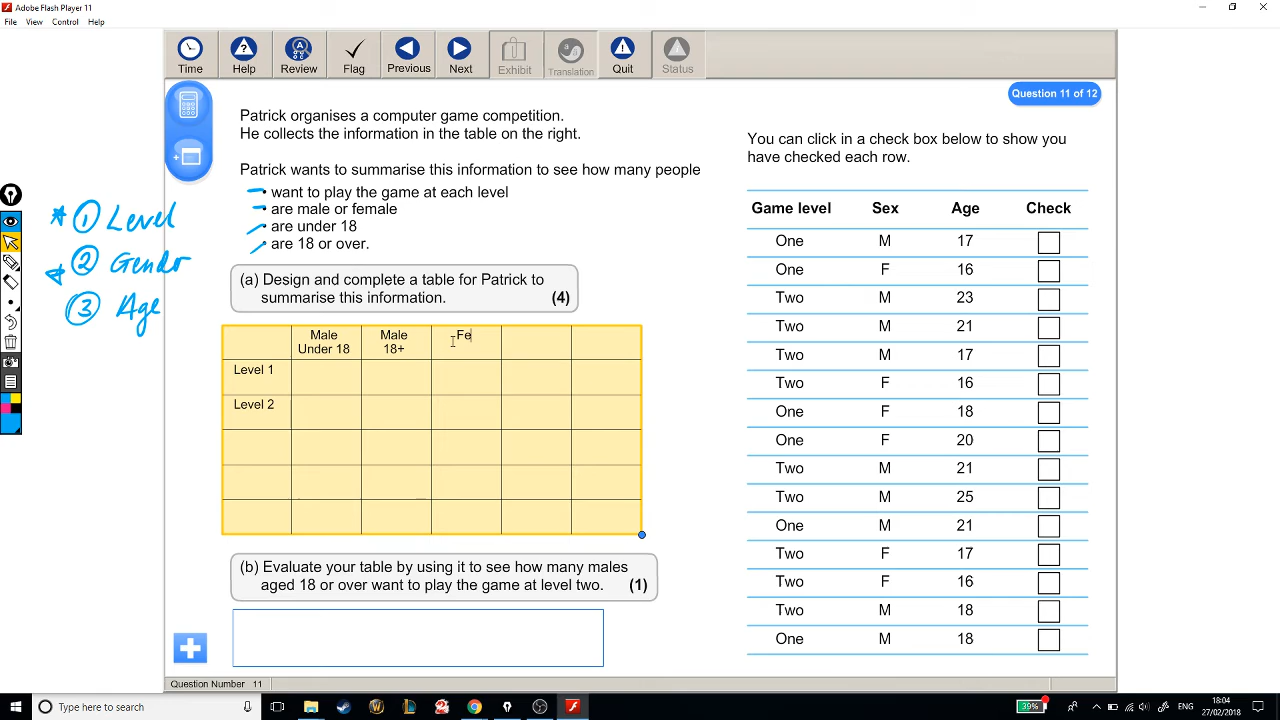 Adobe Flash Player 11
File View Control Help
Time Help Review Flag Previous Next Exhibit Translation Quit Status
Question 11 of 12
Patrick organises a computer game competition.
He collects the information in the table on the right.
Patrick wants to summarise this information to see how many people
• want to play the game at each level
• are male or female
• are under 18
• are 18 or over.
① Level
② Gender
③ Age
(a) Design and complete a table for Patrick to
summarise this information. (4)
Male Under 18 Male 18+ Fe
Level 1
Level 2
(b) Evaluate your table by using it to see how many males
aged 18 or over want to play the game at level two. (1)
You can click in a check box below to show you
have checked each row.
Game level Sex Age Check
One M 17
One F 16
Two M 23
Two M 21
Two M 17
Two F 16
One F 18
One F 20
Two M 21
Two M 25
One M 21
Two F 17
Two F 16
Two M 18
One M 18
Question Number 11
Type here to search
39%
ENG
18:04
27/02/2018